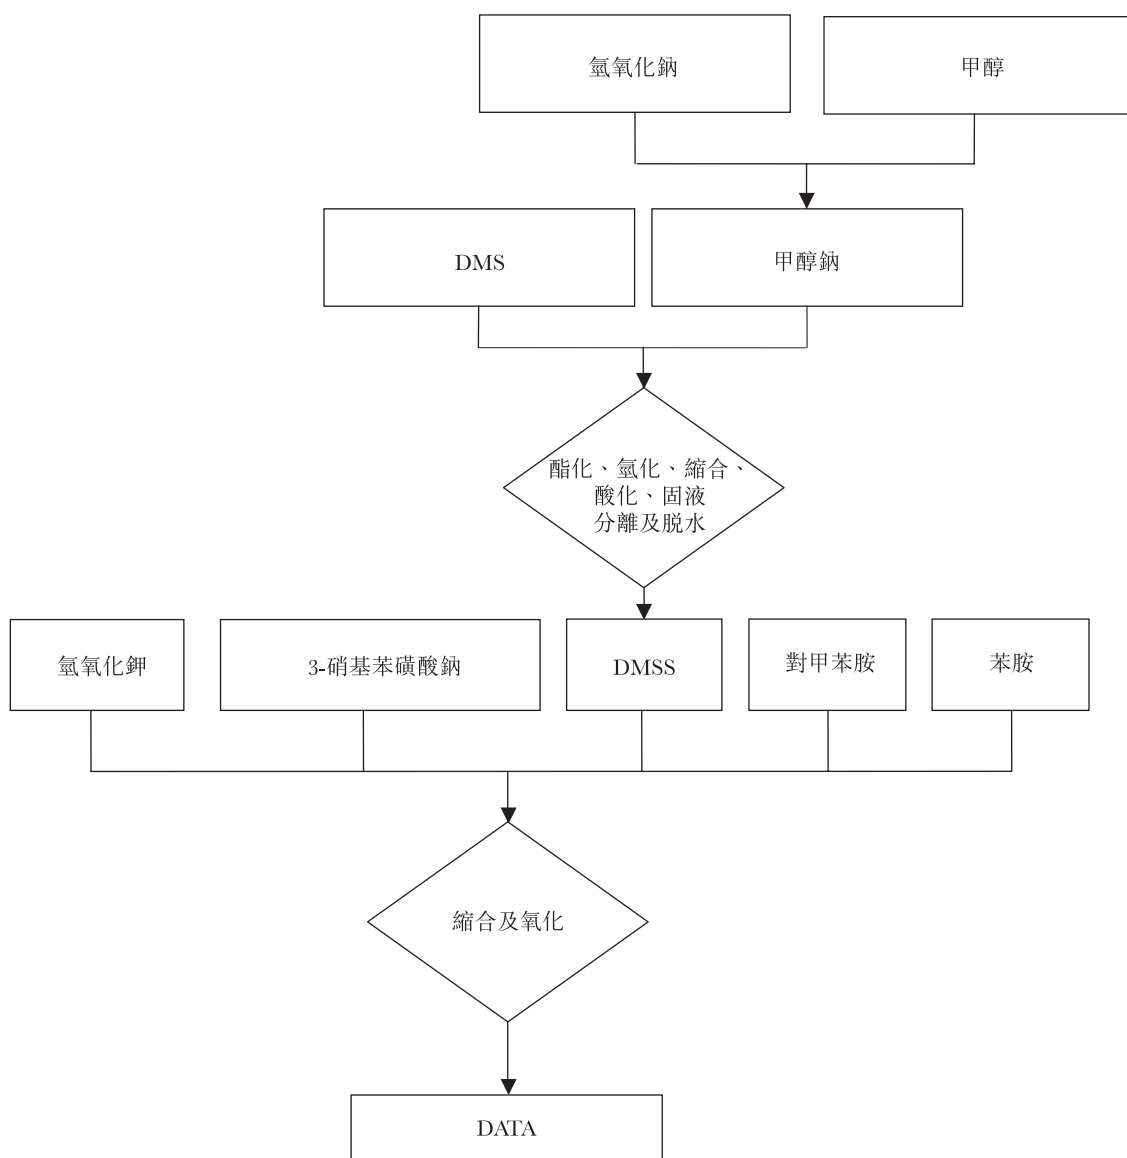 氫氧化鈉
甲醇
DMS
甲醇鈉
酯化、氫化、縮合、
酸化、固液
分離及脫水
氫氧化鉀
3-硝基苯磺酸鈉
DMSS
對甲苯胺
苯胺
縮合及氧化
DATA